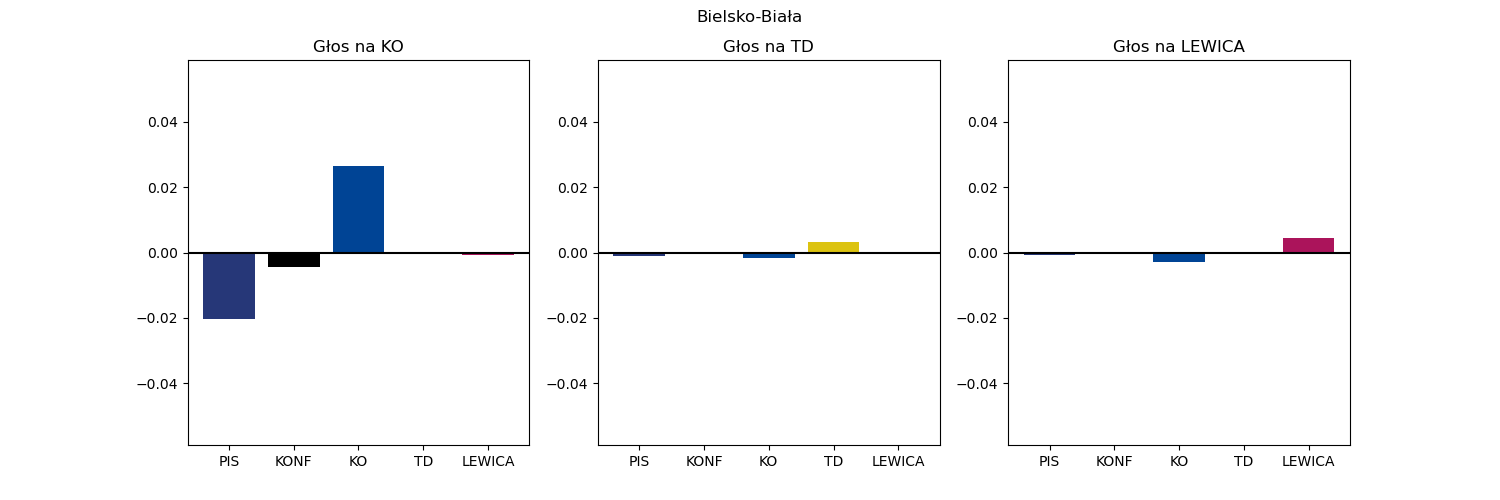 Bielsko-Biała
Głos na KO
Głos na TD
Głos na LEWICA
0.04
0.02
0.00
−0.02
−0.04
PIS KONF KO TD LEWICA
0.04
0.02
0.00
−0.02
−0.04
PIS KONF KO TD LEWICA
0.04
0.02
0.00
−0.02
−0.04
PIS KONF KO TD LEWICA